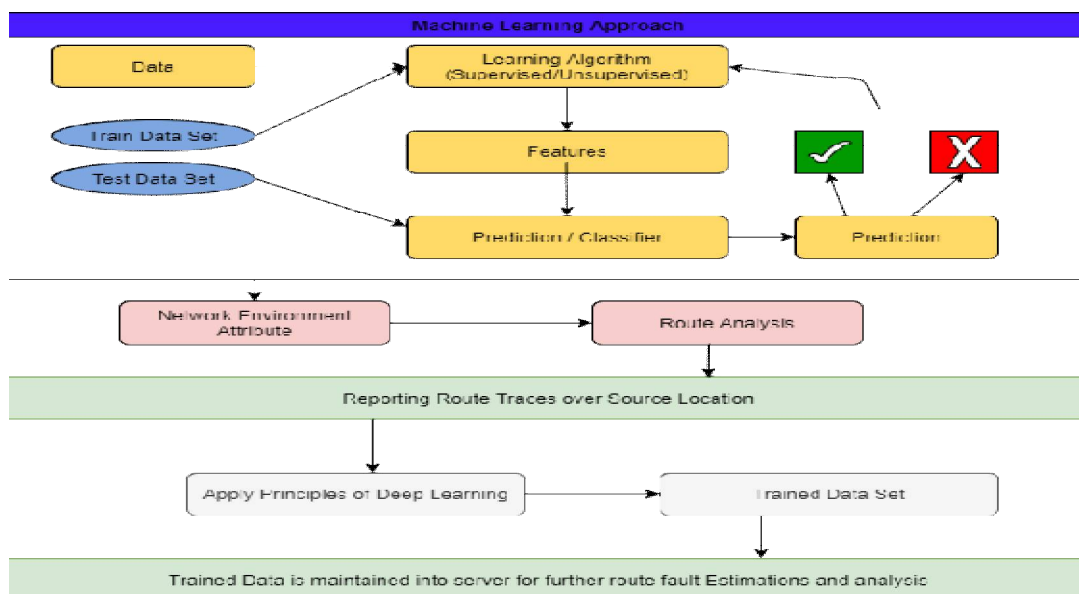 Machine Learning Approach
Data
Learning Algorithm
(Supervised/Unsupervised)
Train Data Set
Features
Test Data Set
Prediction / Classifier
Prediction
Network Environment
Attribute
Route Analysis
Reporting Route Traces over Source Location
Apply Principles of Deep Learning
Trained Data Set
Trained Data is maintained into server for further route fault Estimations and analysis